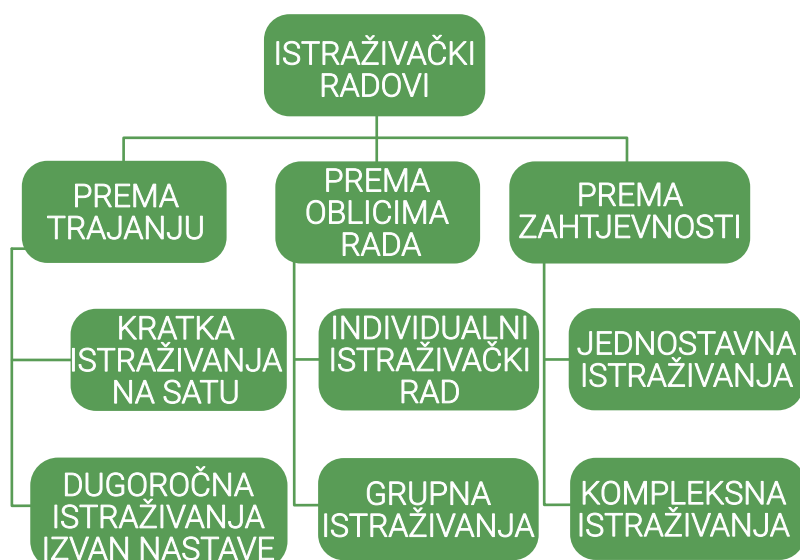 ISTRAŽIVAČKI
RADOVI
PREMA
TRAJANJU
PREMA
OBLICIMA
RADA
PREMA
ZAHTJEVNOSTI
KRATKA
ISTRAŽIVANJA
NA SATU
INDIVIDUALNI
ISTRAŽIVAČKI
RAD
JEDNOSTAVNA
ISTRAŽIVANJA
DUGOROČNA
ISTRAŽIVANJA
IZVAN NASTAVE
GRUPNA
ISTRAŽIVANJA
KOMPLEKSNA
ISTRAŽIVANJA